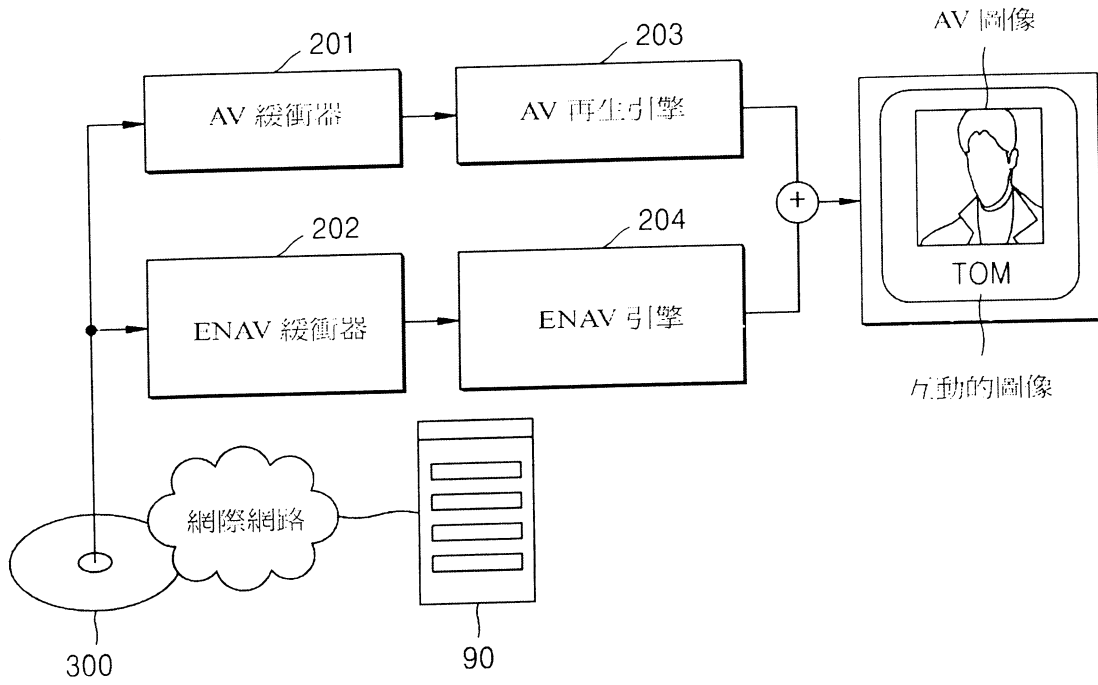 AV 圖像
201
203
AV 緩衝器
AV 再生引擎
+
202
204
TOM
ENAV 緩衝器
ENAV 引擎
互動的圖像
網際網路
300
90